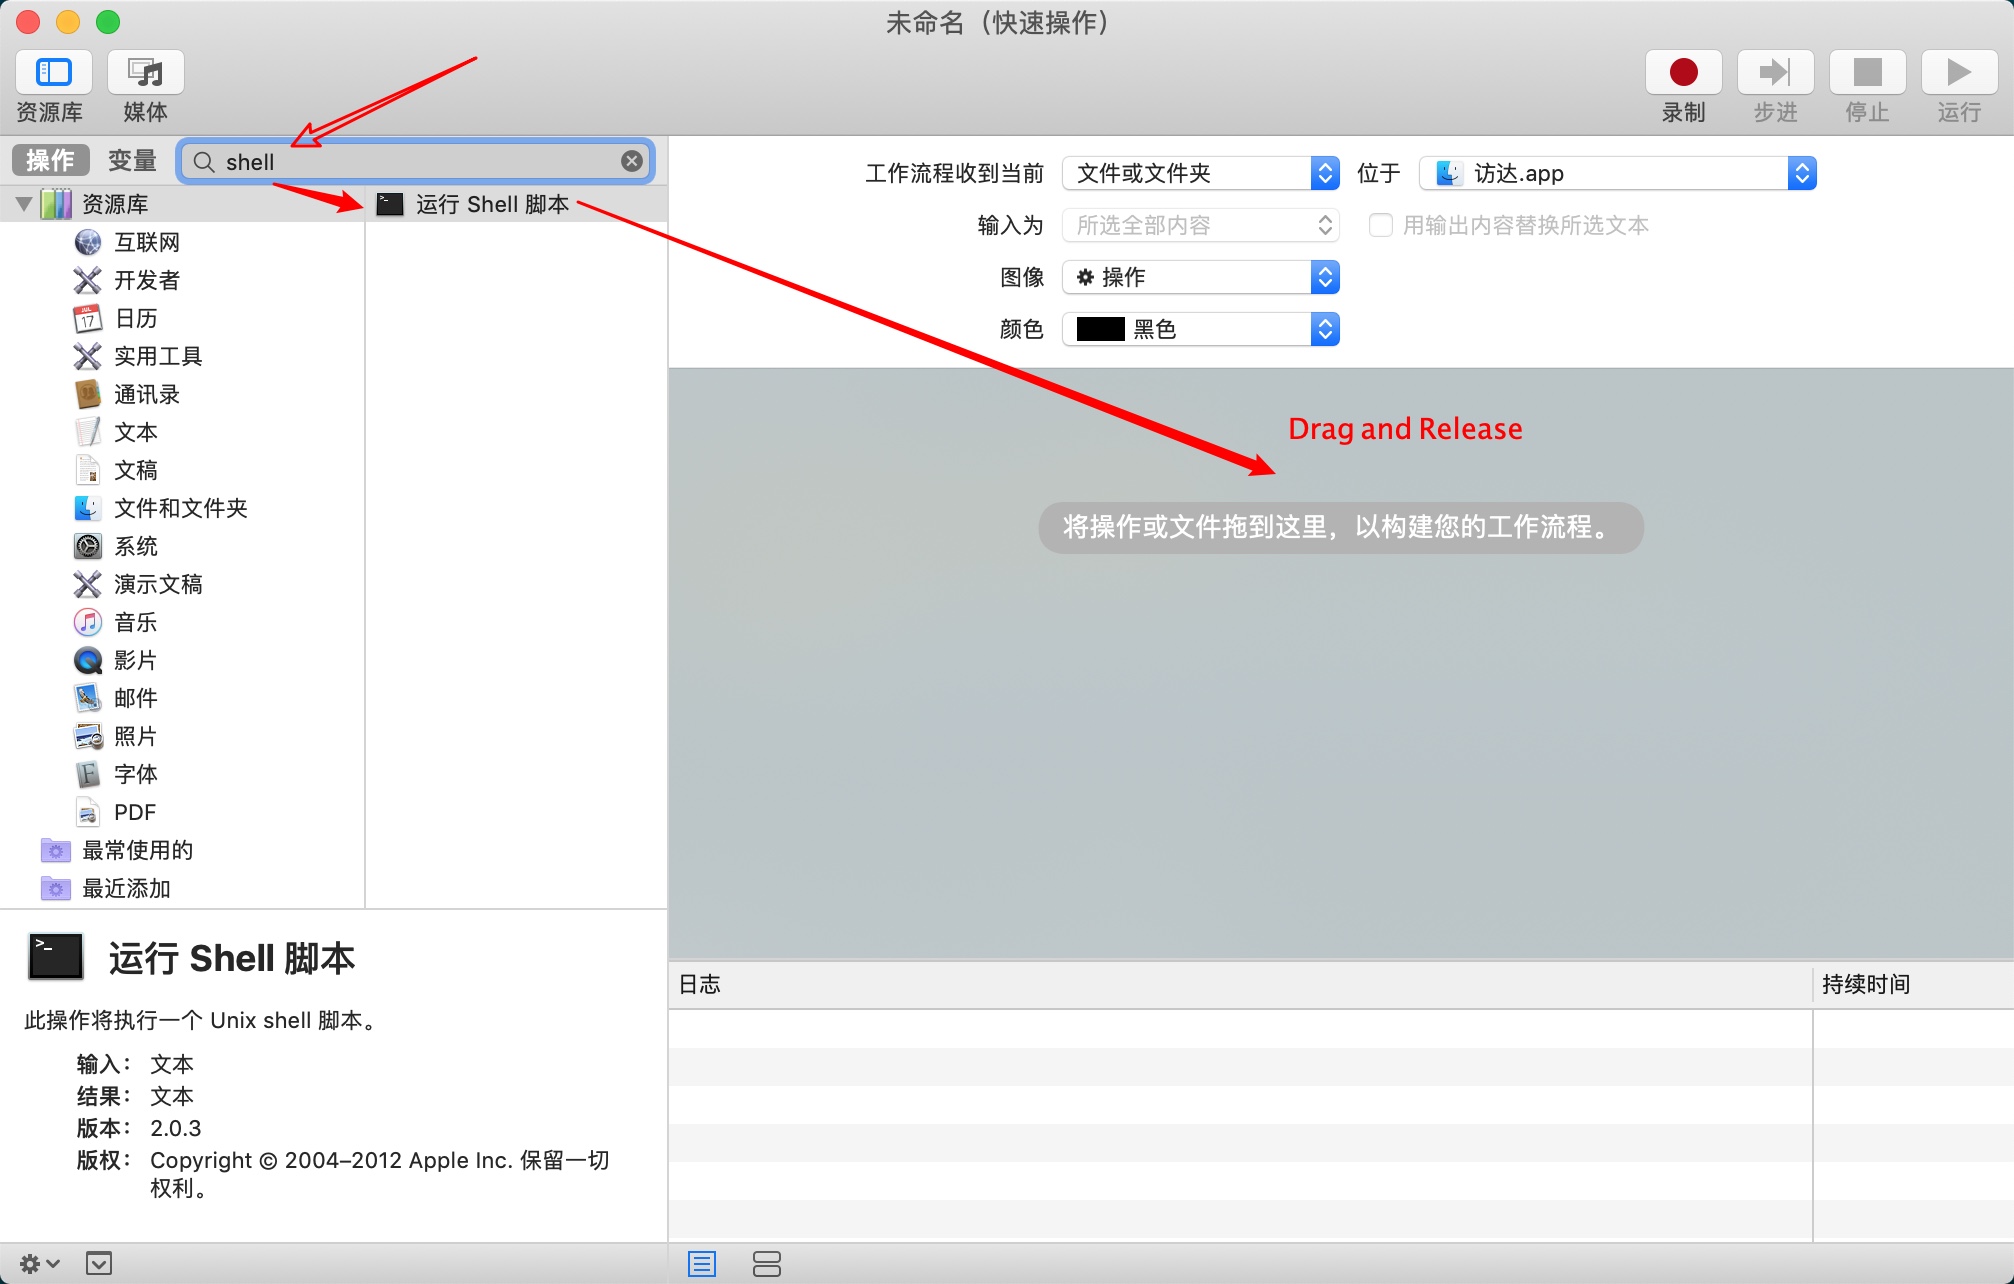 未命名（快速操作）
资源库
媒体
录制
步进
停止
运行
操作
变量
shell
资源库
互联网
开发者
JUL
17
日历
实用工具
通讯录
文本
文稿
文件和文件夹
系统
演示文稿
音乐
影片
邮件
照片
F
字体
PDF
最常使用的
最近添加
>_
运行 Shell 脚本
工作流程收到当前
文件或文件夹
位于
访达.app
输入为
所选全部内容
用输出内容替换所选文本
图像
操作
颜色
黑色
Drag and Release
将操作或文件拖到这里，以构建您的工作流程。
>_
运行 Shell 脚本
此操作将执行一个 Unix shell 脚本。
输入： 文本
结果： 文本
版本： 2.0.3
版权： Copyright © 2004–2012 Apple Inc. 保留一切
权利。
日志
持续时间